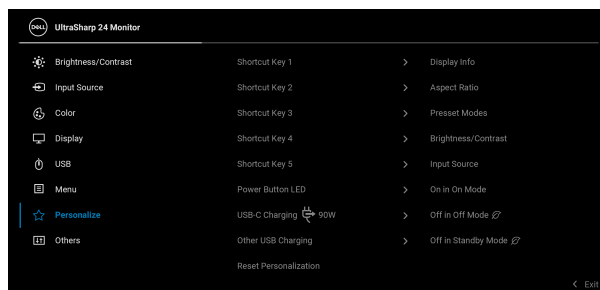 DELL UltraSharp 24 Monitor
Brightness/Contrast Shortcut Key 1 > Display Info
Input Source Shortcut Key 2 > Aspect Ratio
Color Shortcut Key 3 > Presset Modes
Display Shortcut Key 4 > Brightness/Contrast
USB Shortcut Key 5 > Input Source
Menu Power Button LED > On in On Mode
Personalize USB-C Charging 90W > Off in Off Mode
Others Other USB Charging > Off in Standby Mode
Reset Personalization
< Exit